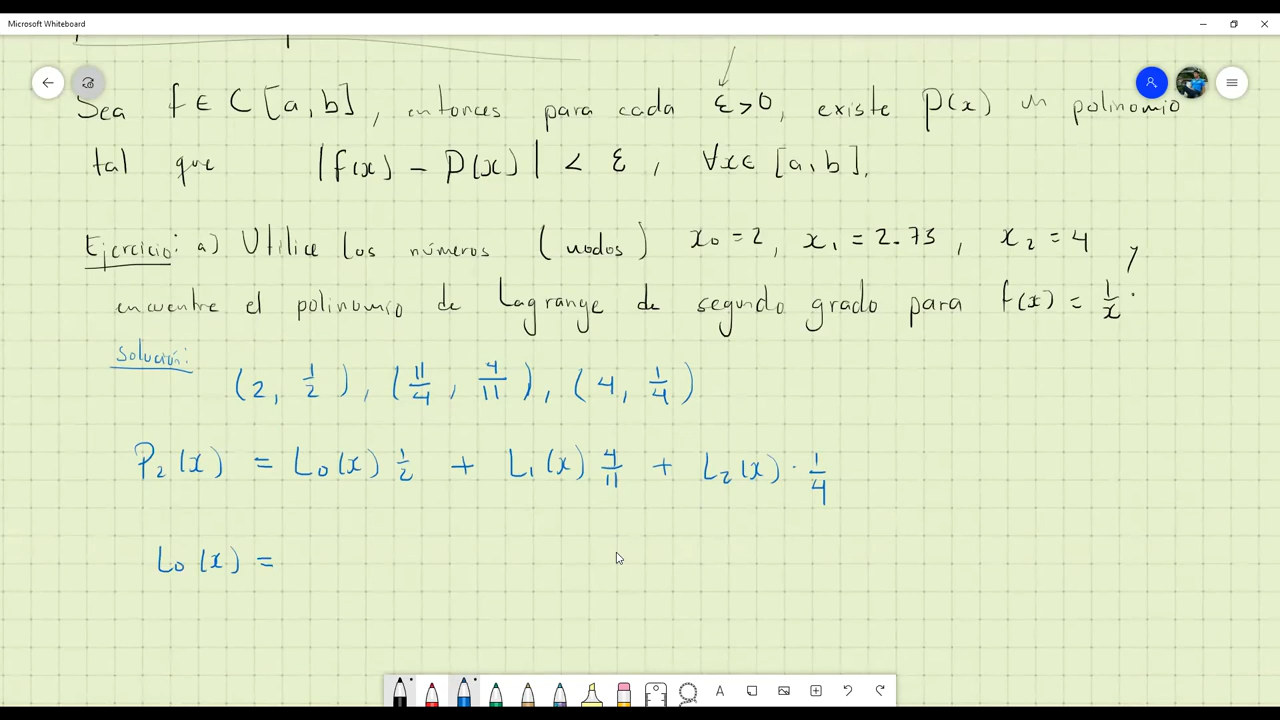 Microsoft Whiteboard
Sea f ∈ C [a, b], entonces para cada ε > 0, existe P(x) un polinomio
tal que |f(x) - P(x)| < ε, ∀x ∈ [a, b].
Ejercicio: a) Utilice los números (nodos) x₀ = 2, x₁ = 2.75, x₂ = 4 y
encuentre el polinomio de Lagrange de segundo grado para f(x) = 1/x.
Solución:
(2, 1/2), (11/4, 4/11), (4, 1/4)
P₂(x) = L₀(x) 1/2 + L₁(x) 4/11 + L₂(x) · 1/4
L₀(x) =